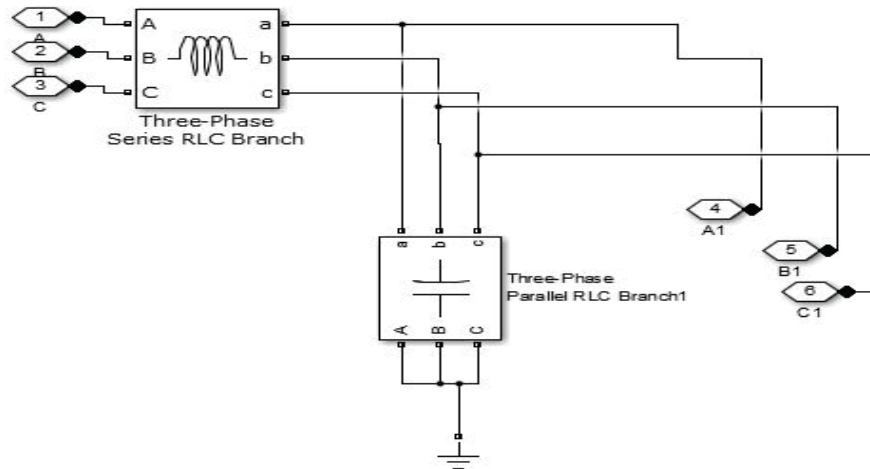 1
A
2
B
3
C
A
B
C
a
b
c
Three-Phase
Series RLC Branch
a
b
c
A
B
C
Three-Phase
Parallel RLC Branch1
4
A1
5
B1
6
C1